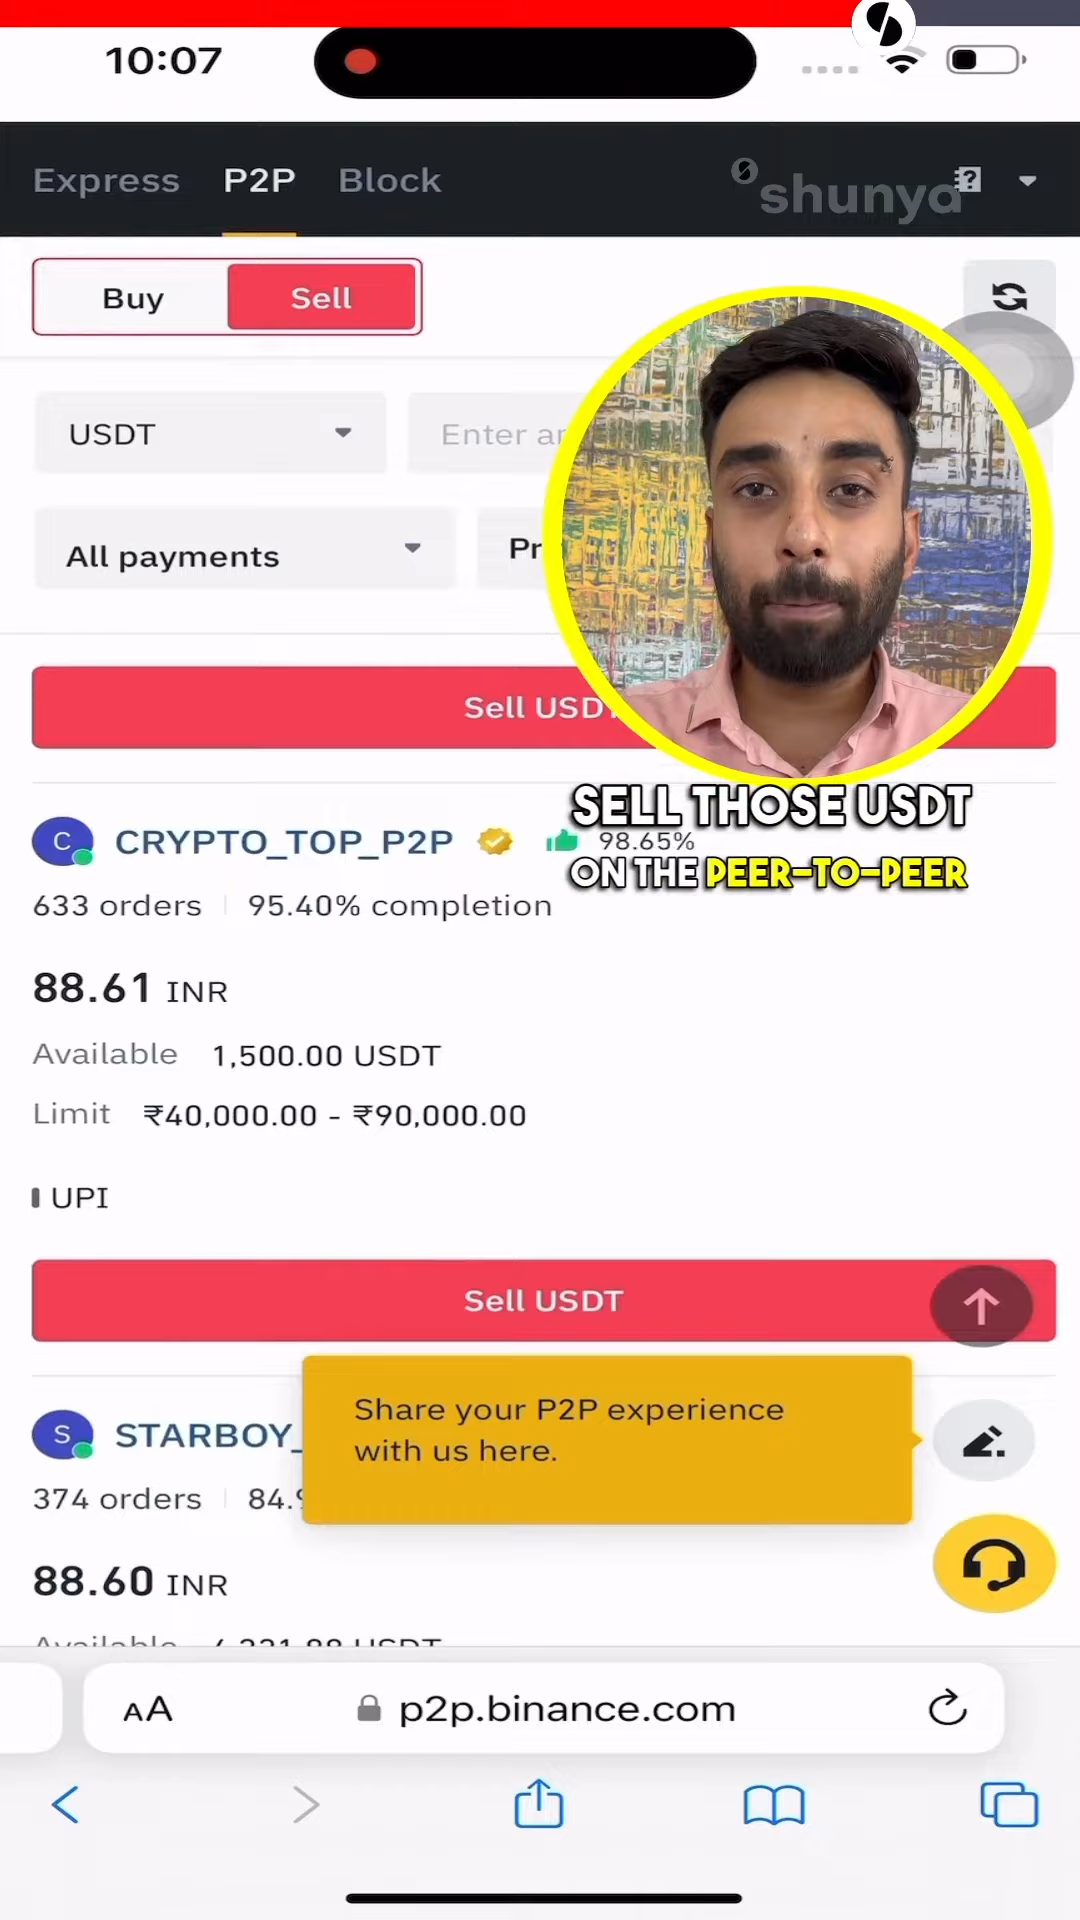 10:07
Express P2P Block
shunya
Buy Sell
USDT Enter
All payments
Sell USDT
SELL THOSE USDT
C CRYPTO_TOP_P2P 98.65%
ON THE PEER-TO-PEER
633 orders 95.40% completion
88.61 INR
Available 1,500.00 USDT
Limit ₹40,000.00 - ₹90,000.00
UPI
Sell USDT
Share your P2P experience
with us here.
S STARBOY_
374 orders
88.60 INR
Available USDT
AA p2p.binance.com